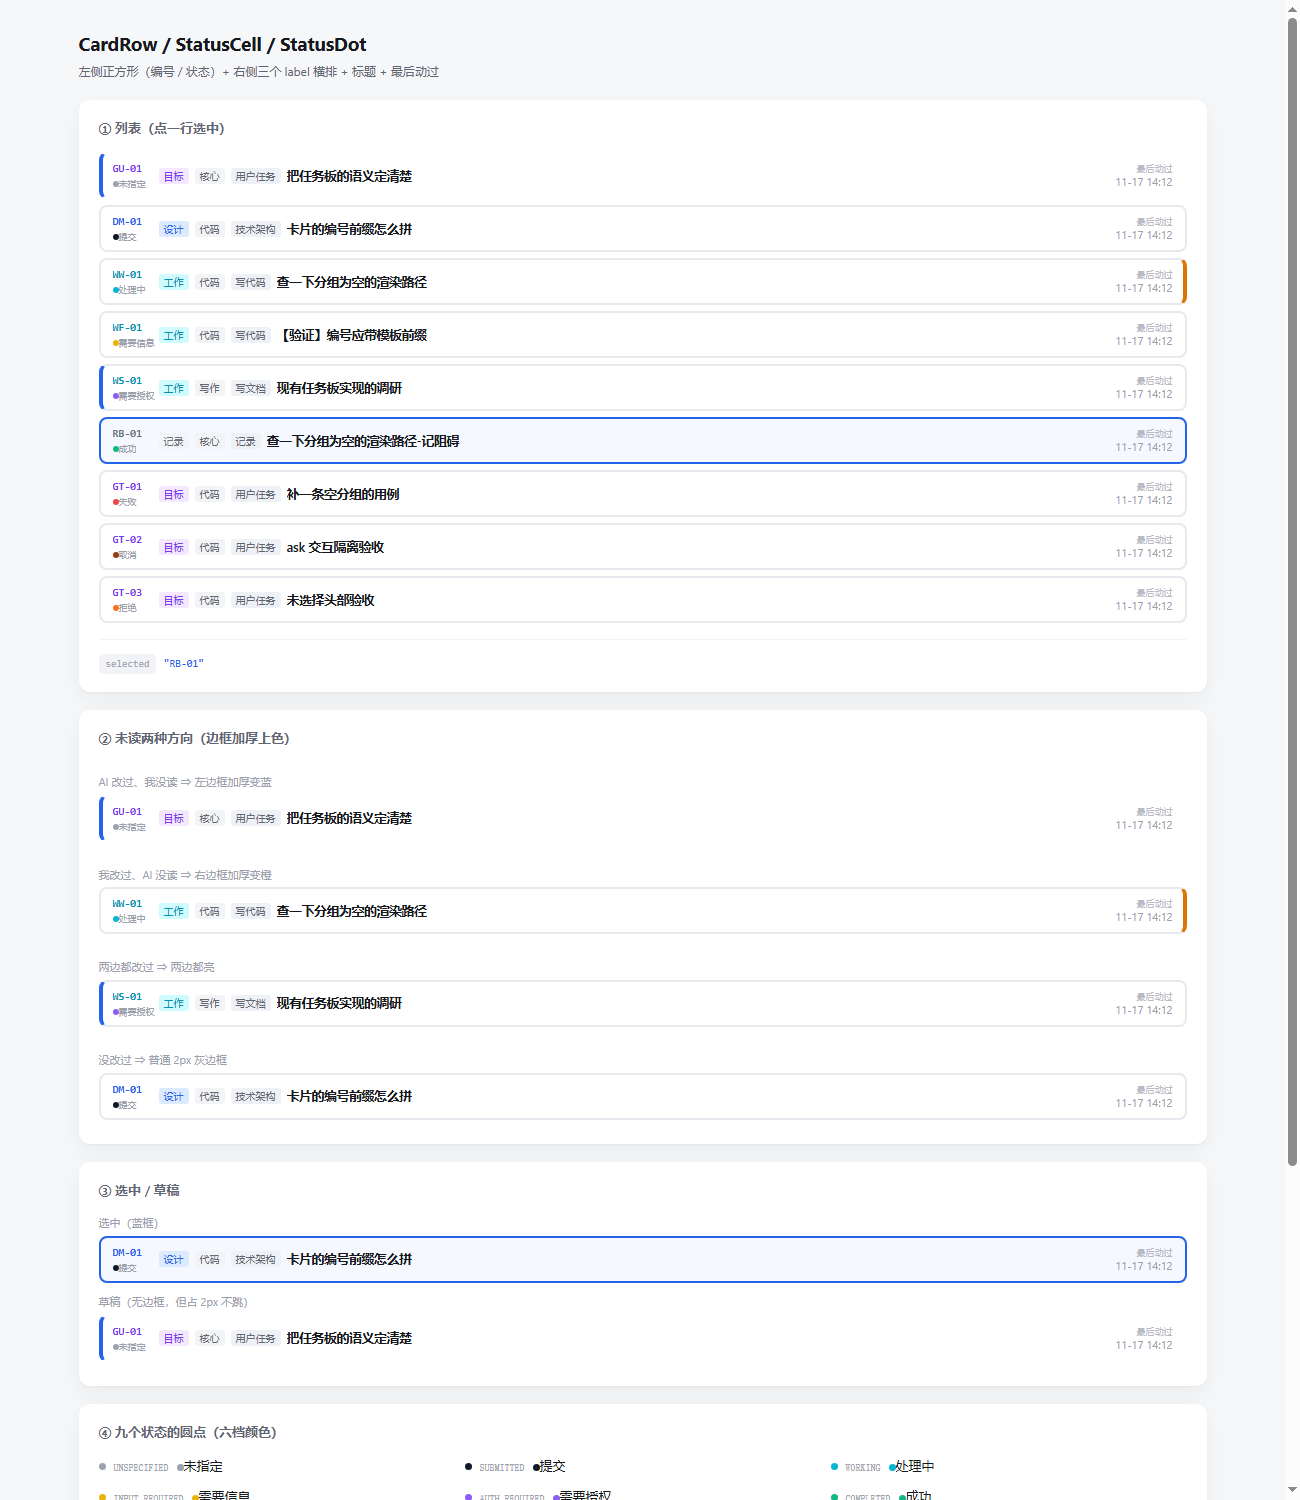 CardRow / StatusCell / StatusDot
左侧正方形（编号 / 状态）+ 右侧三个 label 横排 + 标题 + 最后动过
① 列表（点一行选中）
GU-01 目标 核心 用户任务 把任务板的语义定清楚 最后动过
未指定 11-17 14:12
DM-01 设计 代码 技术架构 卡片的编号前缀怎么拼 最后动过
提交 11-17 14:12
WW-01 工作 代码 写代码 查一下分组为空的渲染路径 最后动过
处理中 11-17 14:12
WF-01 工作 代码 写代码 【验证】编号应带模板前缀 最后动过
需要信息 11-17 14:12
WS-01 工作 写作 写文档 现有任务板实现的调研 最后动过
需要授权 11-17 14:12
RB-01 记录 核心 记录 查一下分组为空的渲染路径-记阻碍 最后动过
成功 11-17 14:12
GT-01 目标 代码 用户任务 补一条空分组的用例 最后动过
失败 11-17 14:12
GT-02 目标 代码 用户任务 ask 交互隔离验收 最后动过
取消 11-17 14:12
GT-03 目标 代码 用户任务 未选择头部验收 最后动过
拒绝 11-17 14:12
selected "RB-01"
② 未读两种方向（边框加厚上色）
AI 改过、我没读 ⇒ 左边框加厚变蓝
GU-01 目标 核心 用户任务 把任务板的语义定清楚 最后动过
未指定 11-17 14:12
我改过、AI 没读 ⇒ 右边框加厚变橙
WW-01 工作 代码 写代码 查一下分组为空的渲染路径 最后动过
处理中 11-17 14:12
两边都改过 ⇒ 两边都亮
WS-01 工作 写作 写文档 现有任务板实现的调研 最后动过
需要授权 11-17 14:12
没改过 ⇒ 普通 2px 灰边框
DM-01 设计 代码 技术架构 卡片的编号前缀怎么拼 最后动过
提交 11-17 14:12
③ 选中 / 草稿
选中（蓝框）
DM-01 设计 代码 技术架构 卡片的编号前缀怎么拼 最后动过
提交 11-17 14:12
草稿（无边框，但占 2px 不跳）
GU-01 目标 核心 用户任务 把任务板的语义定清楚 最后动过
未指定 11-17 14:12
④ 九个状态的圆点（六档颜色）
UNSPECIFIED 未指定 SUBMITTED 提交 WORKING 处理中
INPUT_REQUIRED 需要信息 AUTH_REQUIRED 需要授权 COMPLETED 成功